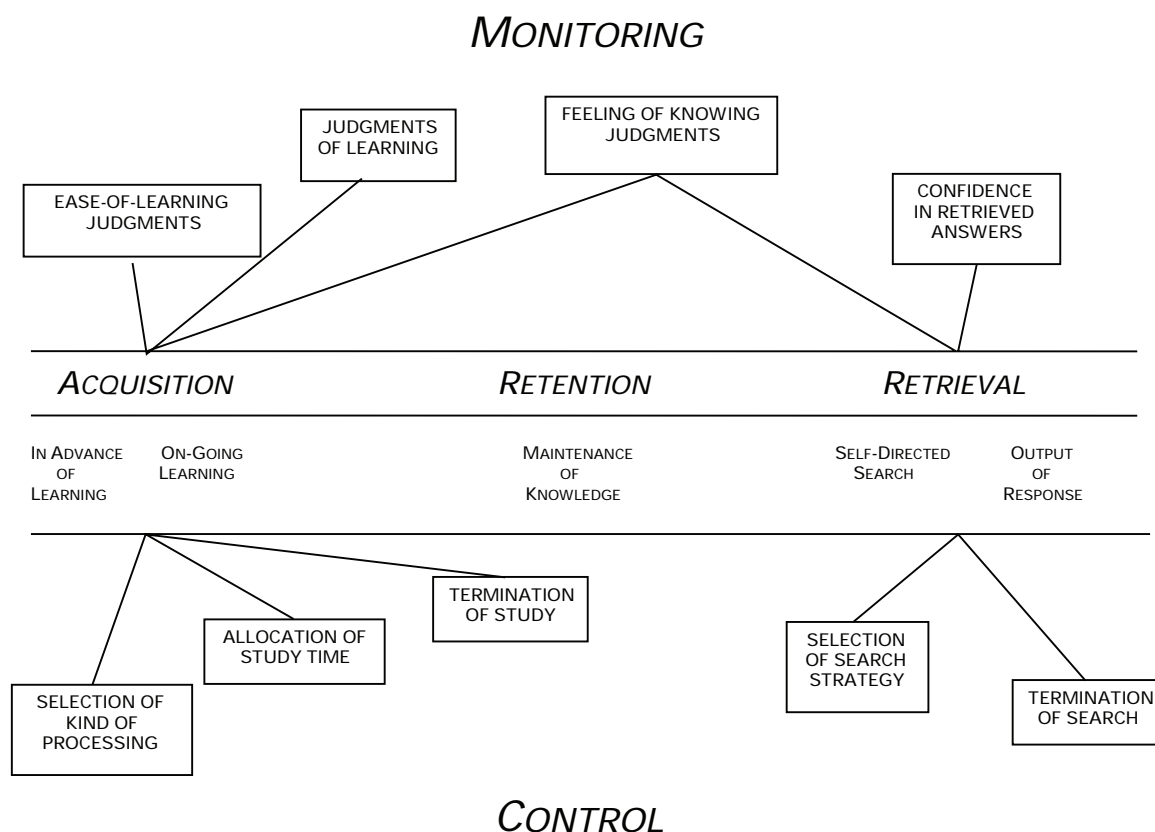 MONITORING
JUDGMENTS
OF LEARNING
FEELING OF KNOWING
JUDGMENTS
EASE-OF-LEARNING
JUDGMENTS
CONFIDENCE
IN RETRIEVED
ANSWERS
ACQUISITION
RETENTION
RETRIEVAL
IN ADVANCE
OF
LEARNING
ON-GOING
LEARNING
MAINTENANCE
OF
KNOWLEDGE
SELF-DIRECTED
SEARCH
OUTPUT
OF
RESPONSE
TERMINATION
OF STUDY
ALLOCATION OF
STUDY TIME
SELECTION
OF SEARCH
STRATEGY
SELECTION OF
KIND OF
PROCESSING
TERMINATION
OF SEARCH
CONTROL